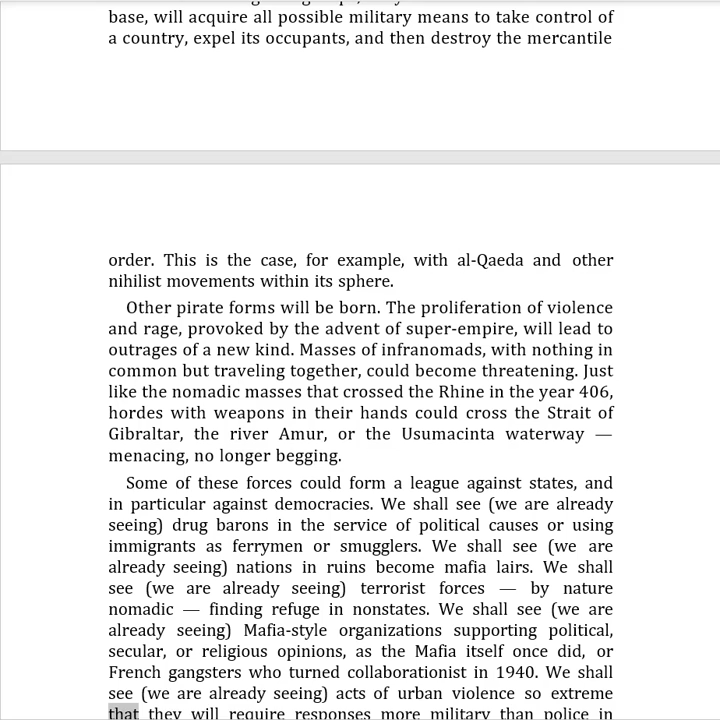 base, will acquire all possible military means to take control of
a country, expel its occupants, and then destroy the mercantile
order. This is the case, for example, with al-Qaeda and other
nihilist movements within its sphere.
Other pirate forms will be born. The proliferation of violence
and rage, provoked by the advent of super-empire, will lead to
outrages of a new kind. Masses of infranomads, with nothing in
common but traveling together, could become threatening. Just
like the nomadic masses that crossed the Rhine in the year 406,
hordes with weapons in their hands could cross the Strait of
Gibraltar, the river Amur, or the Usumacinta waterway —
menacing, no longer begging.
Some of these forces could form a league against states, and
in particular against democracies. We shall see (we are already
seeing) drug barons in the service of political causes or using
immigrants as ferrymen or smugglers. We shall see (we are
already seeing) nations in ruins become mafia lairs. We shall
see (we are already seeing) terrorist forces — by nature
nomadic — finding refuge in nonstates. We shall see (we are
already seeing) Mafia-style organizations supporting political,
secular, or religious opinions, as the Mafia itself once did, or
French gangsters who turned collaborationist in 1940. We shall
see (we are already seeing) acts of urban violence so extreme
that they will require responses more military than police in